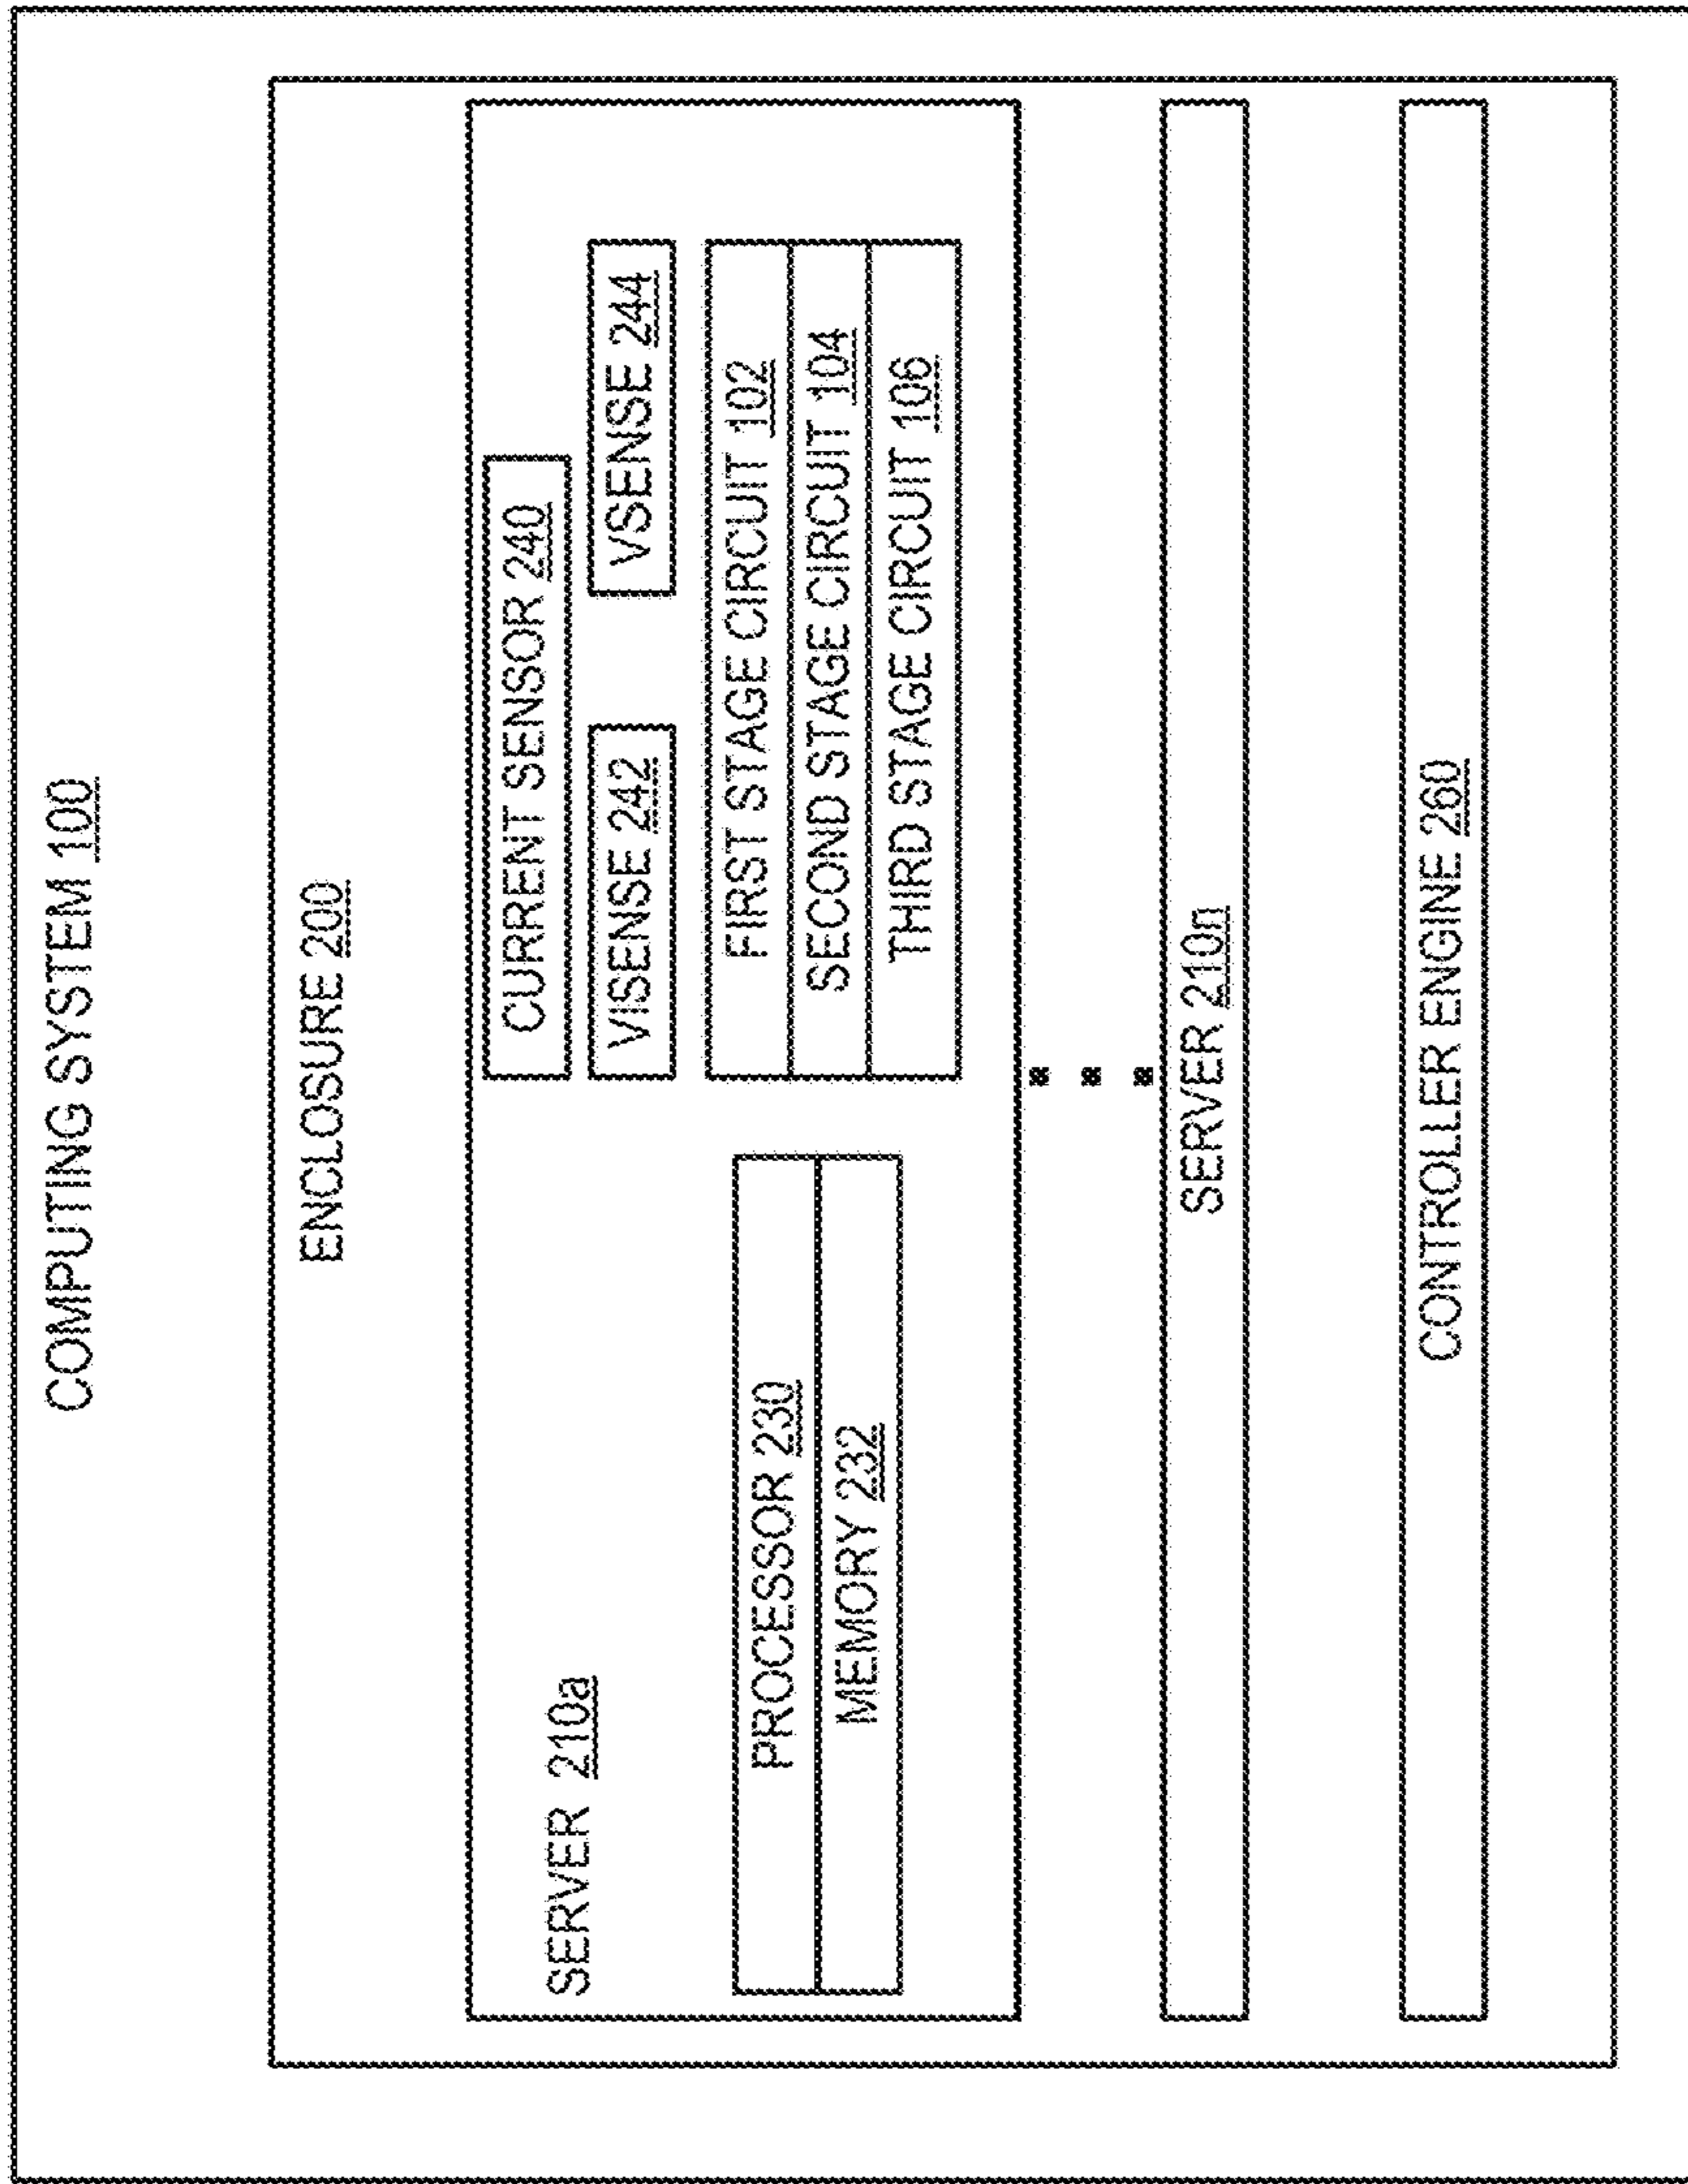 COMPUTING SYSTEM 100
ENCLOSURE 200
SERVER 210a
CURRENT SENSOR 240
VISENSE 242
VSENSE 244
PROCESSOR 230
MEMORY 232
FIRST STAGE CIRCUIT 102
SECOND STAGE CIRCUIT 104
THIRD STAGE CIRCUIT 106
SERVER 210n
CONTROLLER ENGINE 260